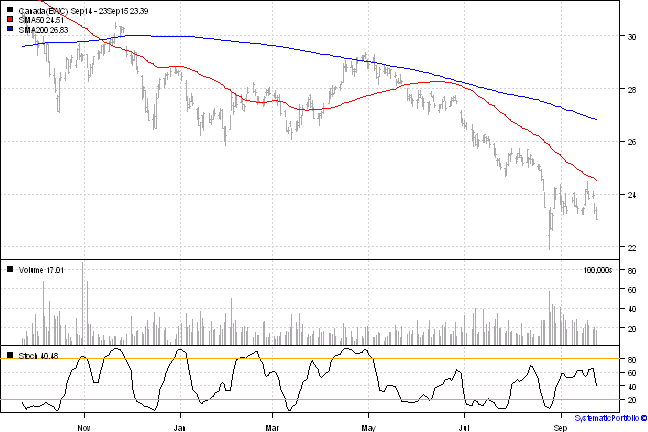 Canada(EWC) Sep14 - 23Sep15 23.39
SMA50 24.51
SMA200 26.83
30
28
26
24
22
Volume 17.01
100,000s
80
60
40
20
Stoch 40.48
80
60
40
20
Nov
Jan
Mar
May
Jul
Sep
SystematicPortfolio ©